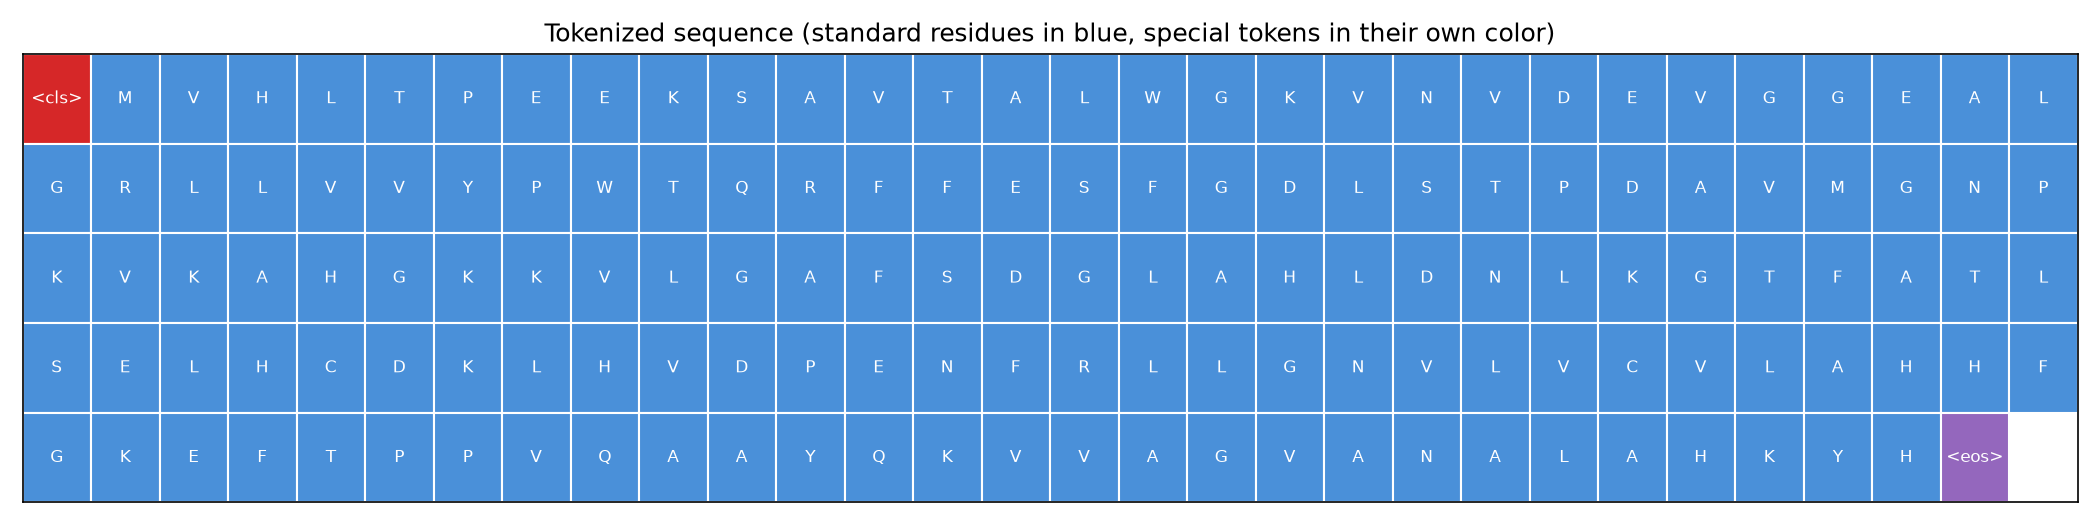 Tokenized sequence (standard residues in blue, special tokens in their own color)
<cls> M V H L T P E E K S A V T A L W G K V N V D E V G G E A L
G R L L V V Y P W T Q R F F E S F G D L S T P D A V M G N P
K V K A H G K K V L G A F S D G L A H L D N L K G T F A T L
S E L H C D K L H V D P E N F R L L G N V L V C V L A H H F
G K E F T P P V Q A A Y Q K V V A G V A N A L A H K Y H <eos>